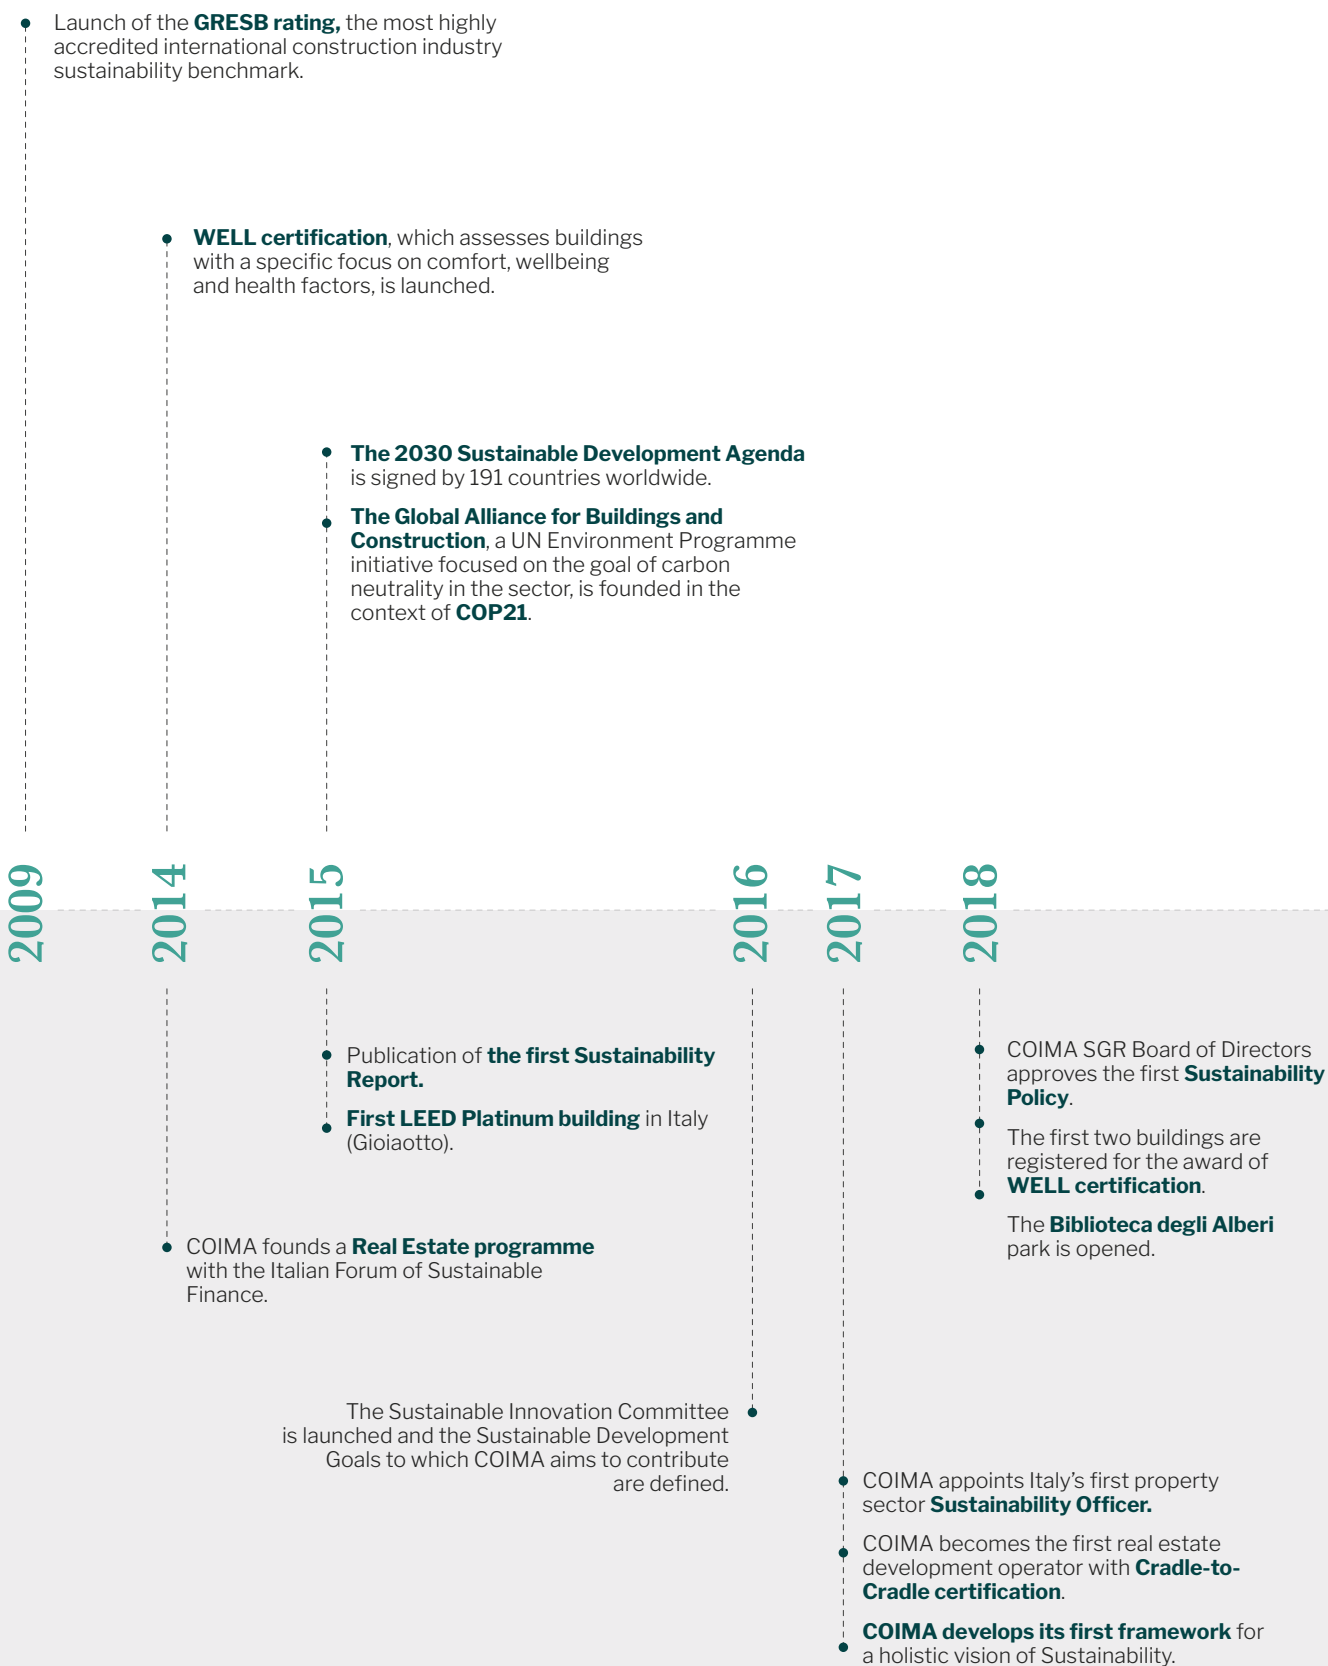 Launch of the GRESB rating, the most highly
accredited international construction industry
sustainability benchmark.
WELL certification, which assesses buildings
with a specific focus on comfort, wellbeing
and health factors, is launched.
The 2030 Sustainable Development Agenda
is signed by 191 countries worldwide.
The Global Alliance for Buildings and
Construction, a UN Environment Programme
initiative focused on the goal of carbon
neutrality in the sector, is founded in the
context of COP21.
2009
2014
2015
2016
2017
2018
Publication of the first Sustainability
Report.
First LEED Platinum building in Italy
(Gioiaotto).
COIMA SGR Board of Directors
approves the first Sustainability
Policy.
The first two buildings are
registered for the award of
WELL certification.
The Biblioteca degli Alberi
park is opened.
COIMA founds a Real Estate programme
with the Italian Forum of Sustainable
Finance.
The Sustainable Innovation Committee
is launched and the Sustainable Development
Goals to which COIMA aims to contribute
are defined.
COIMA appoints Italy’s first property
sector Sustainability Officer.
COIMA becomes the first real estate
development operator with Cradle-to-
Cradle certification.
COIMA develops its first framework for
a holistic vision of Sustainability.